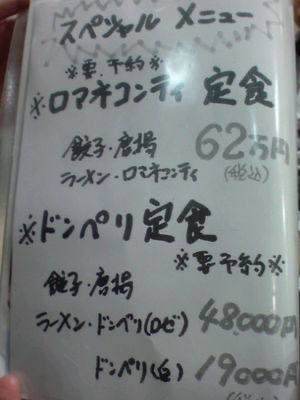 スペシャル メニュー
※要予約※
※ロマネコンティ 定食
餃子・唐揚
62万円
ラーメン・ロマネコンティ
(税込)
※ドンペリ定食
※要予約※
餃子・唐揚
ラーメン・ドンペリ(ロゼ) 48,000円
ドンペリ(白) 19000円